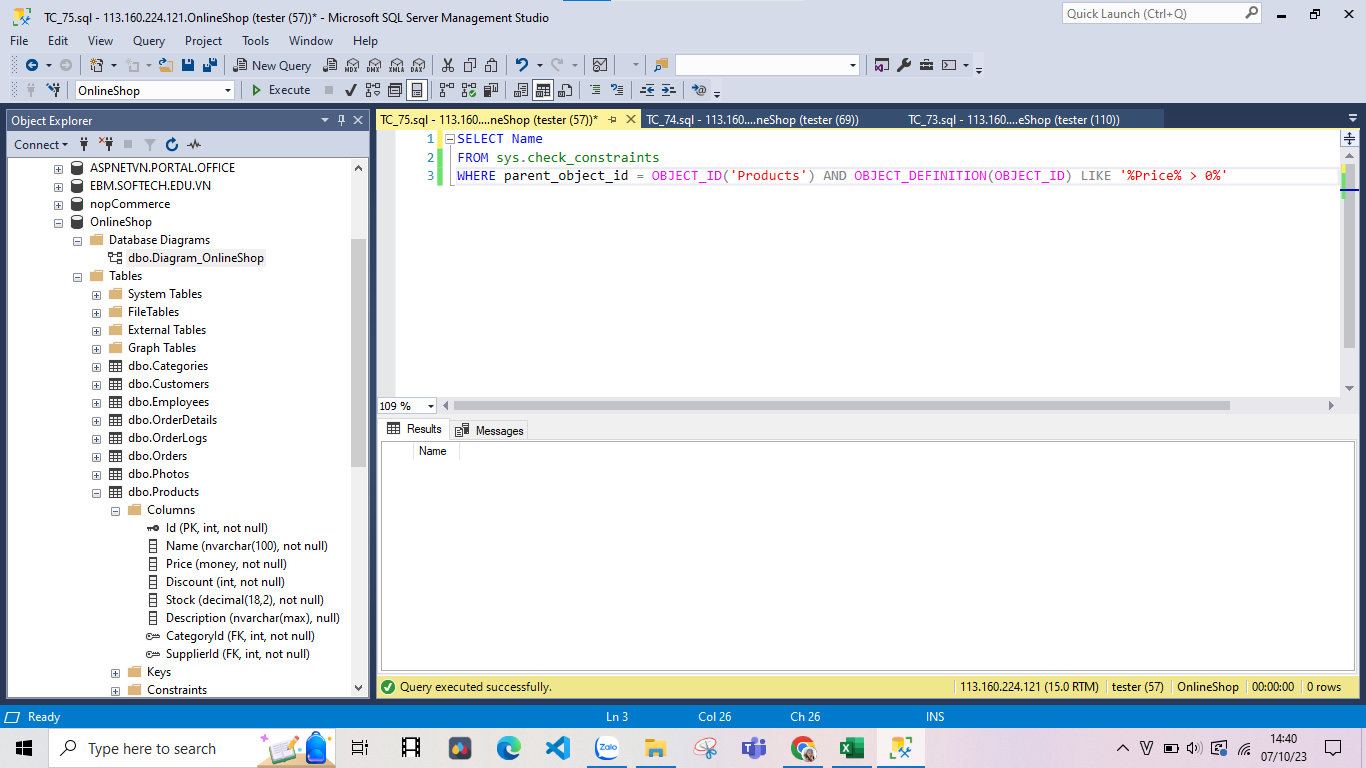 TC_75.sql - 113.160.224.121.OnlineShop (tester (57))* - Microsoft SQL Server Management Studio
Quick Launch (Ctrl+Q)
File Edit View Query Project Tools Window Help
New Query
MDX DMX XMLA DAX
OnlineShop
Execute
Object Explorer
TC_75.sql - 113.160....neShop (tester (57))*
TC_74.sql - 113.160....neShop (tester (69))
TC_73.sql - 113.160....eShop (tester (110))
Connect
ASPNETVN.PORTAL.OFFICE
EBM.SOFTECH.EDU.VN
nopCommerce
OnlineShop
Database Diagrams
dbo.Diagram_OnlineShop
Tables
System Tables
FileTables
External Tables
Graph Tables
dbo.Categories
dbo.Customers
dbo.Employees
dbo.OrderDetails
dbo.OrderLogs
dbo.Orders
dbo.Photos
dbo.Products
Columns
Id (PK, int, not null)
Name (nvarchar(100), not null)
Price (money, not null)
Discount (int, not null)
Stock (decimal(18,2), not null)
Description (nvarchar(max), null)
CategoryId (FK, int, not null)
SupplierId (FK, int, not null)
Keys
Constraints
1 SELECT Name
2 FROM sys.check_constraints
3 WHERE parent_object_id = OBJECT_ID('Products') AND OBJECT_DEFINITION(OBJECT_ID) LIKE '%Price% > 0%'
109 %
Results Messages
Name
Query executed successfully.
113.160.224.121 (15.0 RTM) tester (57) OnlineShop 00:00:00 0 rows
Ready Ln 3 Col 26 Ch 26 INS
Type here to search
Zalo
14:40
07/10/23